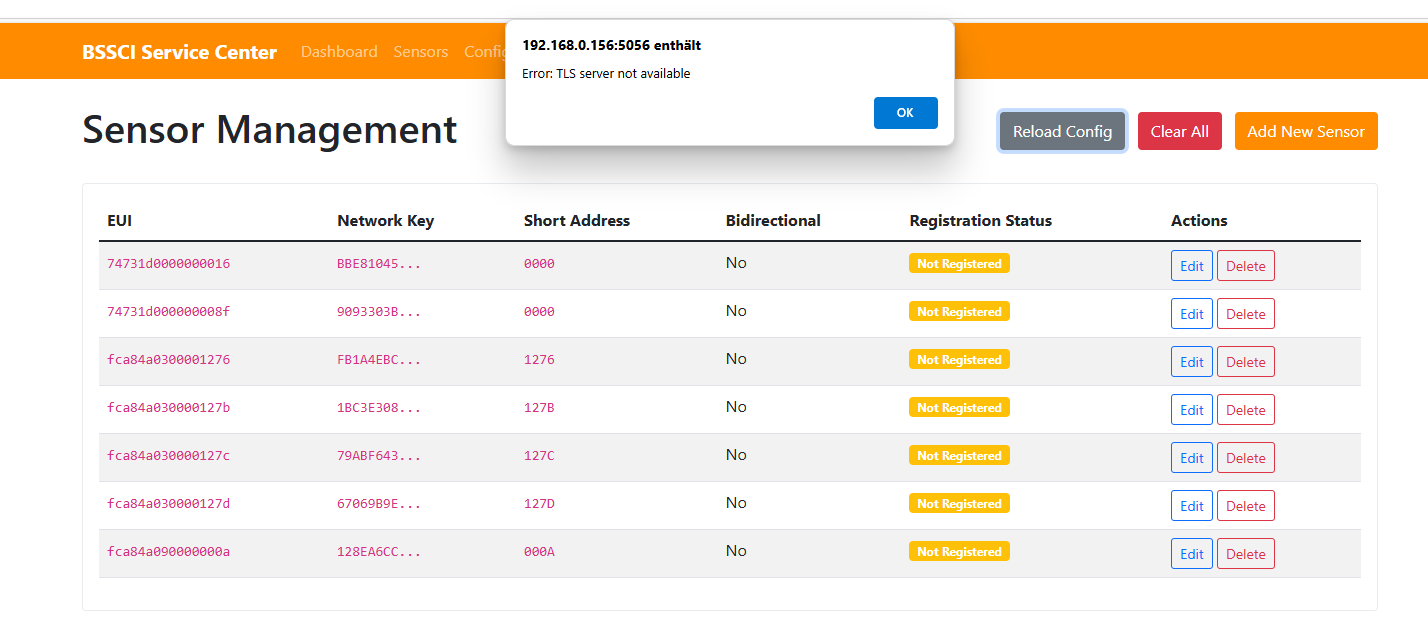 BSSCI Service Center Dashboard Sensors Config
192.168.0.156:5056 enthält
Error: TLS server not available
OK
Sensor Management
Reload Config Clear All Add New Sensor
EUI Network Key Short Address Bidirectional Registration Status Actions
74731d0000000016 BBE81045... 0000 No Not Registered Edit Delete
74731d000000008f 9093303B... 0000 No Not Registered Edit Delete
fca84a0300001276 FB1A4EBC... 1276 No Not Registered Edit Delete
fca84a030000127b 1BC3E308... 127B No Not Registered Edit Delete
fca84a030000127c 79ABF643... 127C No Not Registered Edit Delete
fca84a030000127d 67069B9E... 127D No Not Registered Edit Delete
fca84a090000000a 128EA6CC... 000A No Not Registered Edit Delete